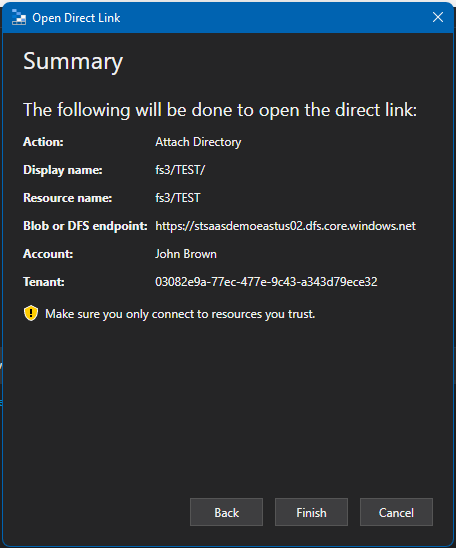 Open Direct Link
Summary
The following will be done to open the direct link:
Action: Attach Directory
Display name: fs3/TEST/
Resource name: fs3/TEST
Blob or DFS endpoint: https://stsaasdemoeastus02.dfs.core.windows.net
Account: John Brown
Tenant: 03082e9a-77ec-477e-9c43-a343d79ece32
Make sure you only connect to resources you trust.
Back Finish Cancel